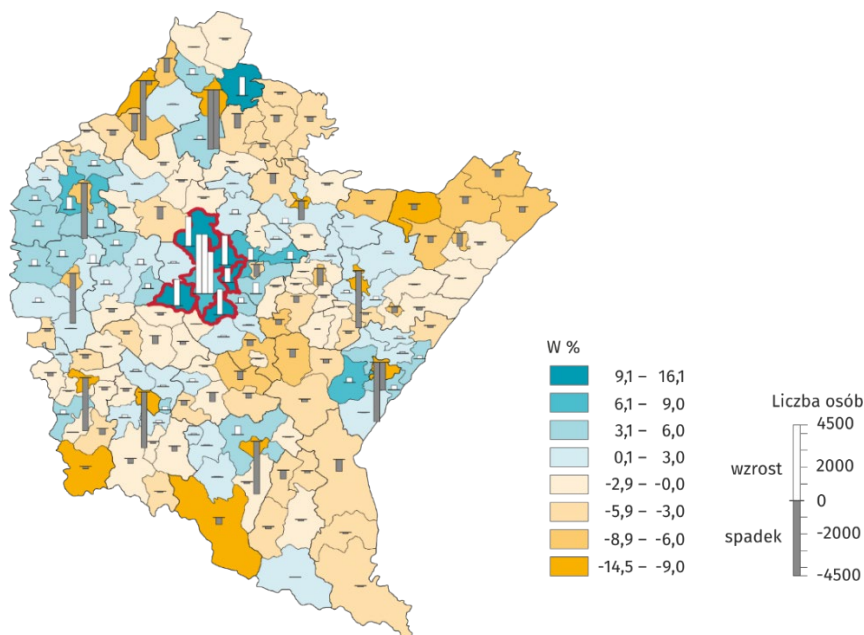 W %
9,1 – 16,1
6,1 – 9,0
3,1 – 6,0
0,1 – 3,0
-2,9 – -0,0
-5,9 – -3,0
-8,9 – -6,0
-14,5 – -9,0
Liczba osób
4500
wzrost 2000
0
spadek -2000
-4500